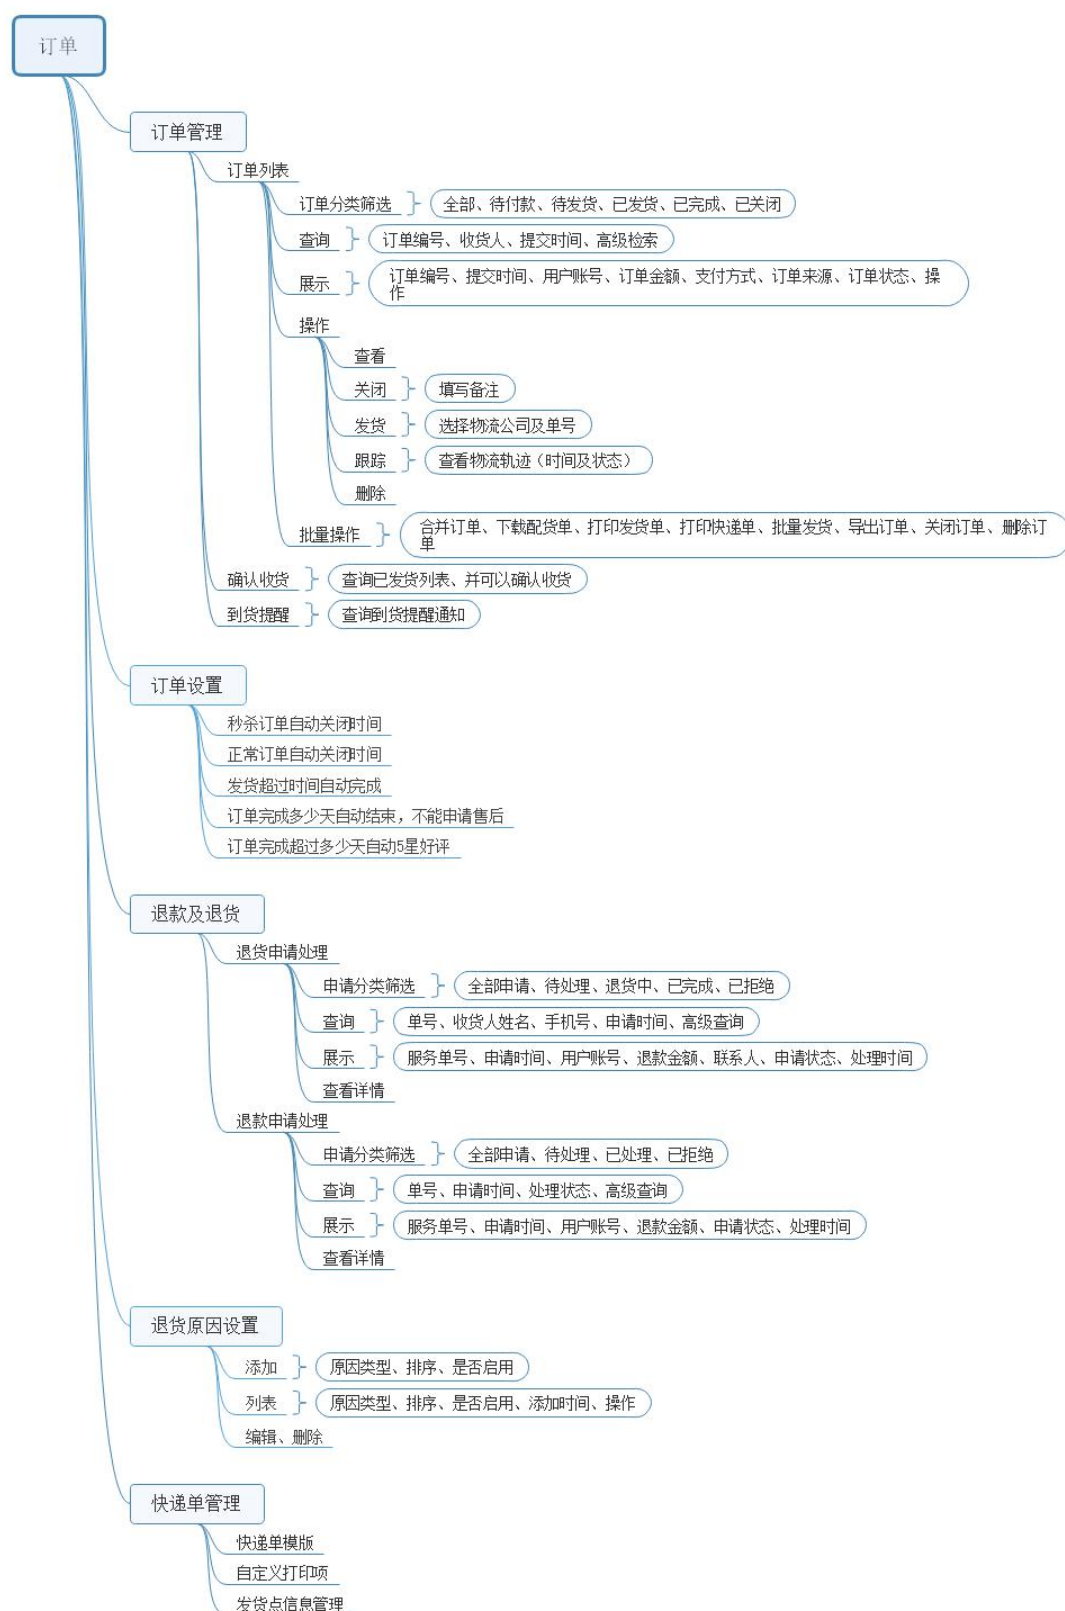 订单
订单管理
订单列表
订单分类筛选
全部、待付款、待发货、已发货、已完成、已关闭
查询
订单编号、收货人、提交时间、高级检索
展示
订单编号、提交时间、用户账号、订单金额、支付方式、订单来源、订单状态、操
作
操作
查看
关闭
填写备注
发货
选择物流公司及单号
跟踪
查看物流轨迹（时间及状态）
删除
批量操作
合并订单、下载配货单、打印发货单、打印快递单、批量发货、导出订单、关闭订单、删除订
单
确认收货
查询已发货列表、并可以确认收货
到货提醒
查询到货提醒通知
订单设置
秒杀订单自动关闭时间
正常订单自动关闭时间
发货超过时间自动完成
订单完成多少天自动结束，不能申请售后
订单完成超过多少天自动5星好评
退款及退货
退货申请处理
申请分类筛选
全部申请、待处理、退货中、已完成、已拒绝
查询
单号、收货人姓名、手机号、申请时间、高级查询
展示
服务单号、申请时间、用户账号、退款金额、联系人、申请状态、处理时间
查看详情
退款申请处理
申请分类筛选
全部申请、待处理、已处理、已拒绝
查询
单号、申请时间、处理状态、高级查询
展示
服务单号、申请时间、用户账号、退款金额、申请状态、处理时间
查看详情
退货原因设置
添加
原因类型、排序、是否启用
列表
原因类型、排序、是否启用、添加时间、操作
编辑、删除
快递单管理
快递单模版
自定义打印项
发货点信息管理